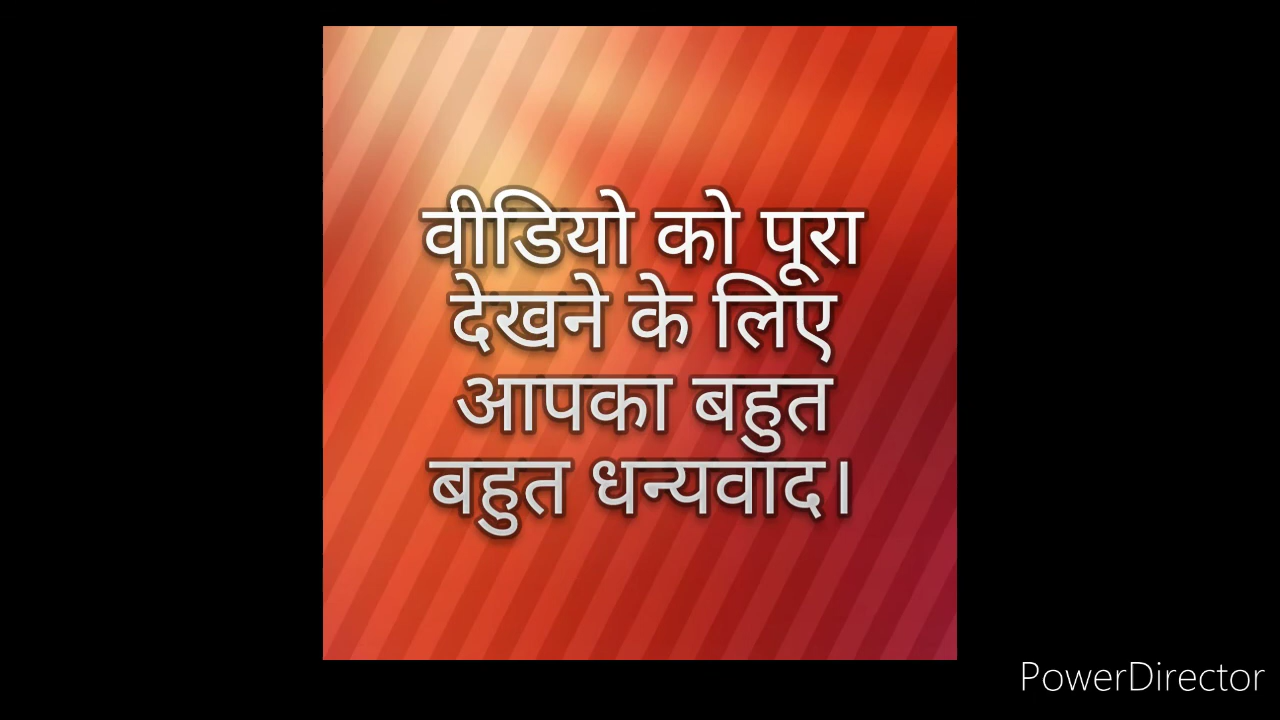 वीडियो को पूरा
देखने के लिए
आपका बहुत
बहुत धन्यवाद।
PowerDirector